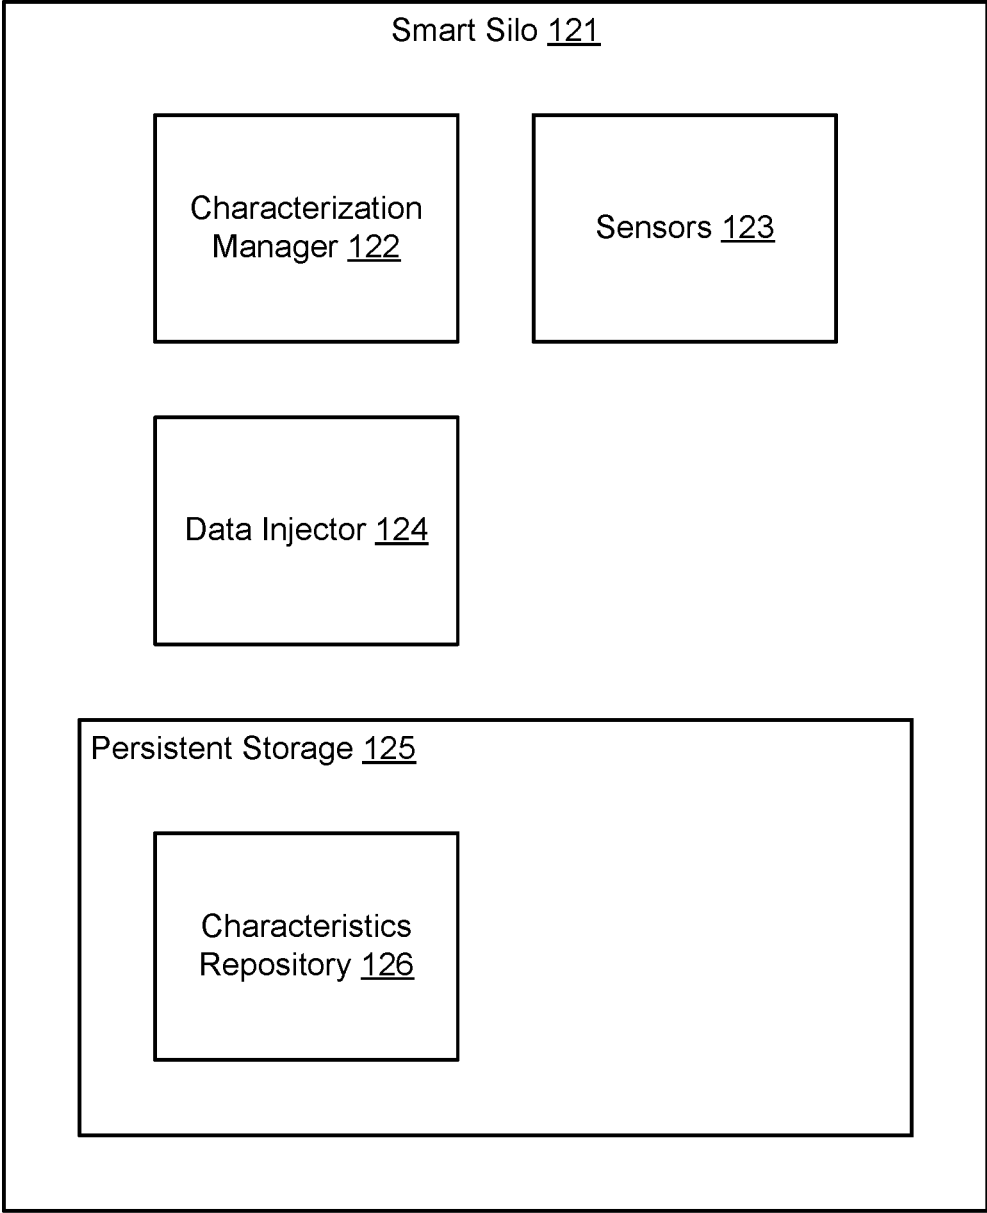 Smart Silo 121
Characterization
Manager 122
Sensors 123
Data Injector 124
Persistent Storage 125
Characteristics
Repository 126